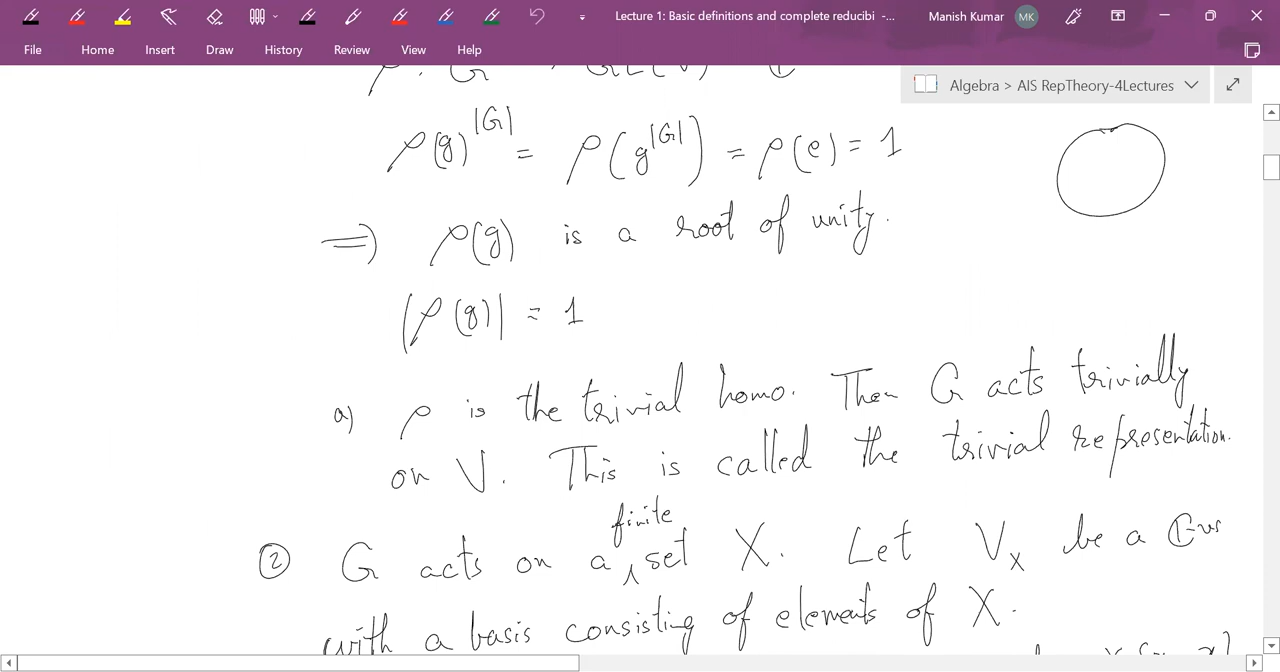 Lecture 1: Basic definitions and complete reducibi -...
Manish Kumar
MK
File Home Insert Draw History Review View Help
Algebra > AIS RepTheory-4Lectures
ρ(g)^|G| = ρ(g^|G|) = ρ(e) = 1
⇒ ρ(g) is a root of unity.
|ρ(g)| = 1
a) ρ is the trivial homo. Then G acts trivially
on V. This is called the trivial representation.
finite
② G acts on a ∧ set X. Let V_X be a ℂ-vs
with a basis consisting of elements of X.